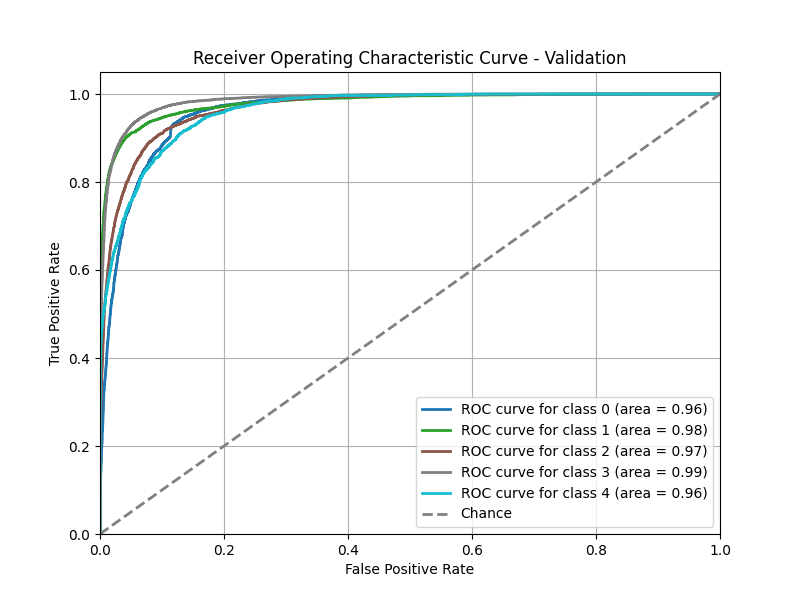 Receiver Operating Characteristic Curve - Validation
1.0
0.8
0.6
0.4
0.2
0.0
True Positive Rate
ROC curve for class 0 (area = 0.96)
ROC curve for class 1 (area = 0.98)
ROC curve for class 2 (area = 0.97)
ROC curve for class 3 (area = 0.99)
ROC curve for class 4 (area = 0.96)
Chance
0.0 0.2 0.4 0.6 0.8 1.0
False Positive Rate